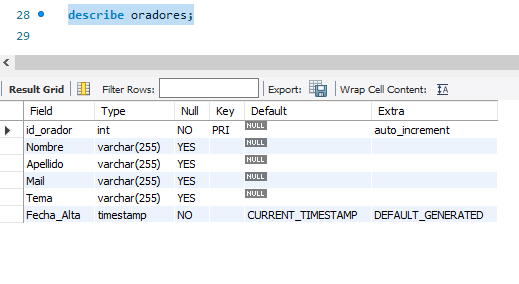 28 describe oradores;
29
Result Grid Filter Rows: Export: Wrap Cell Content:
Field Type Null Key Default Extra
id_orador int NO PRI NULL auto_increment
Nombre varchar(255) YES NULL
Apellido varchar(255) YES NULL
Mail varchar(255) YES NULL
Tema varchar(255) YES NULL
Fecha_Alta timestamp NO CURRENT_TIMESTAMP DEFAULT_GENERATED